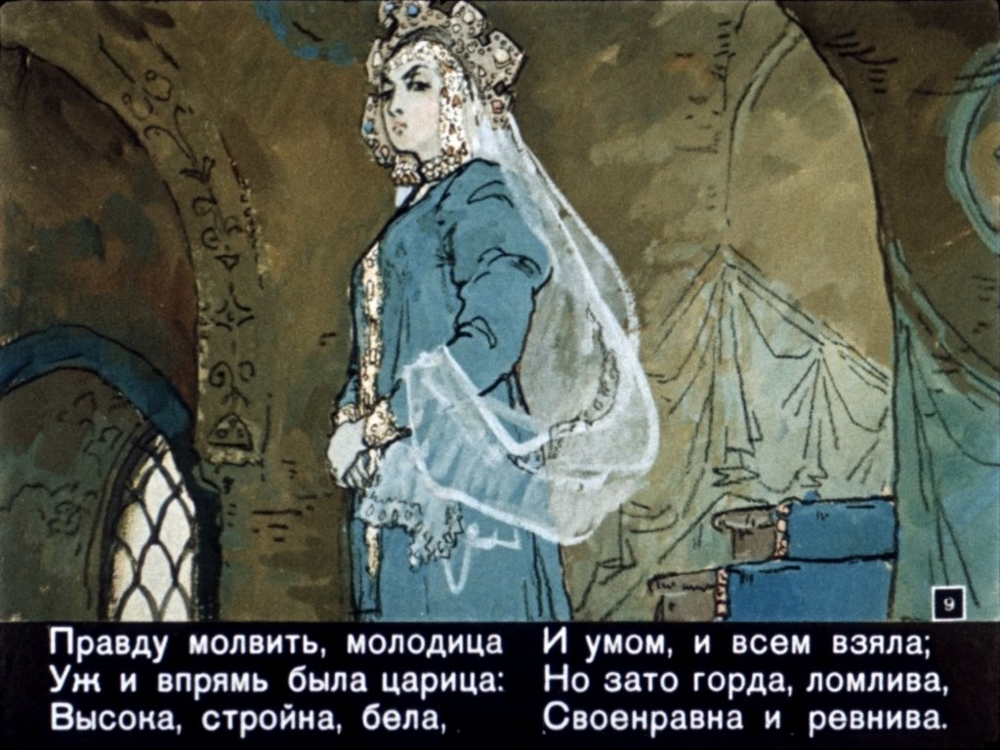 9
Правду молвить, молодица
Уж и впрямь была царица:
Высока, стройна, бела,
И умом, и всем взяла;
Но зато горда, ломлива,
Своенравна и ревнива.